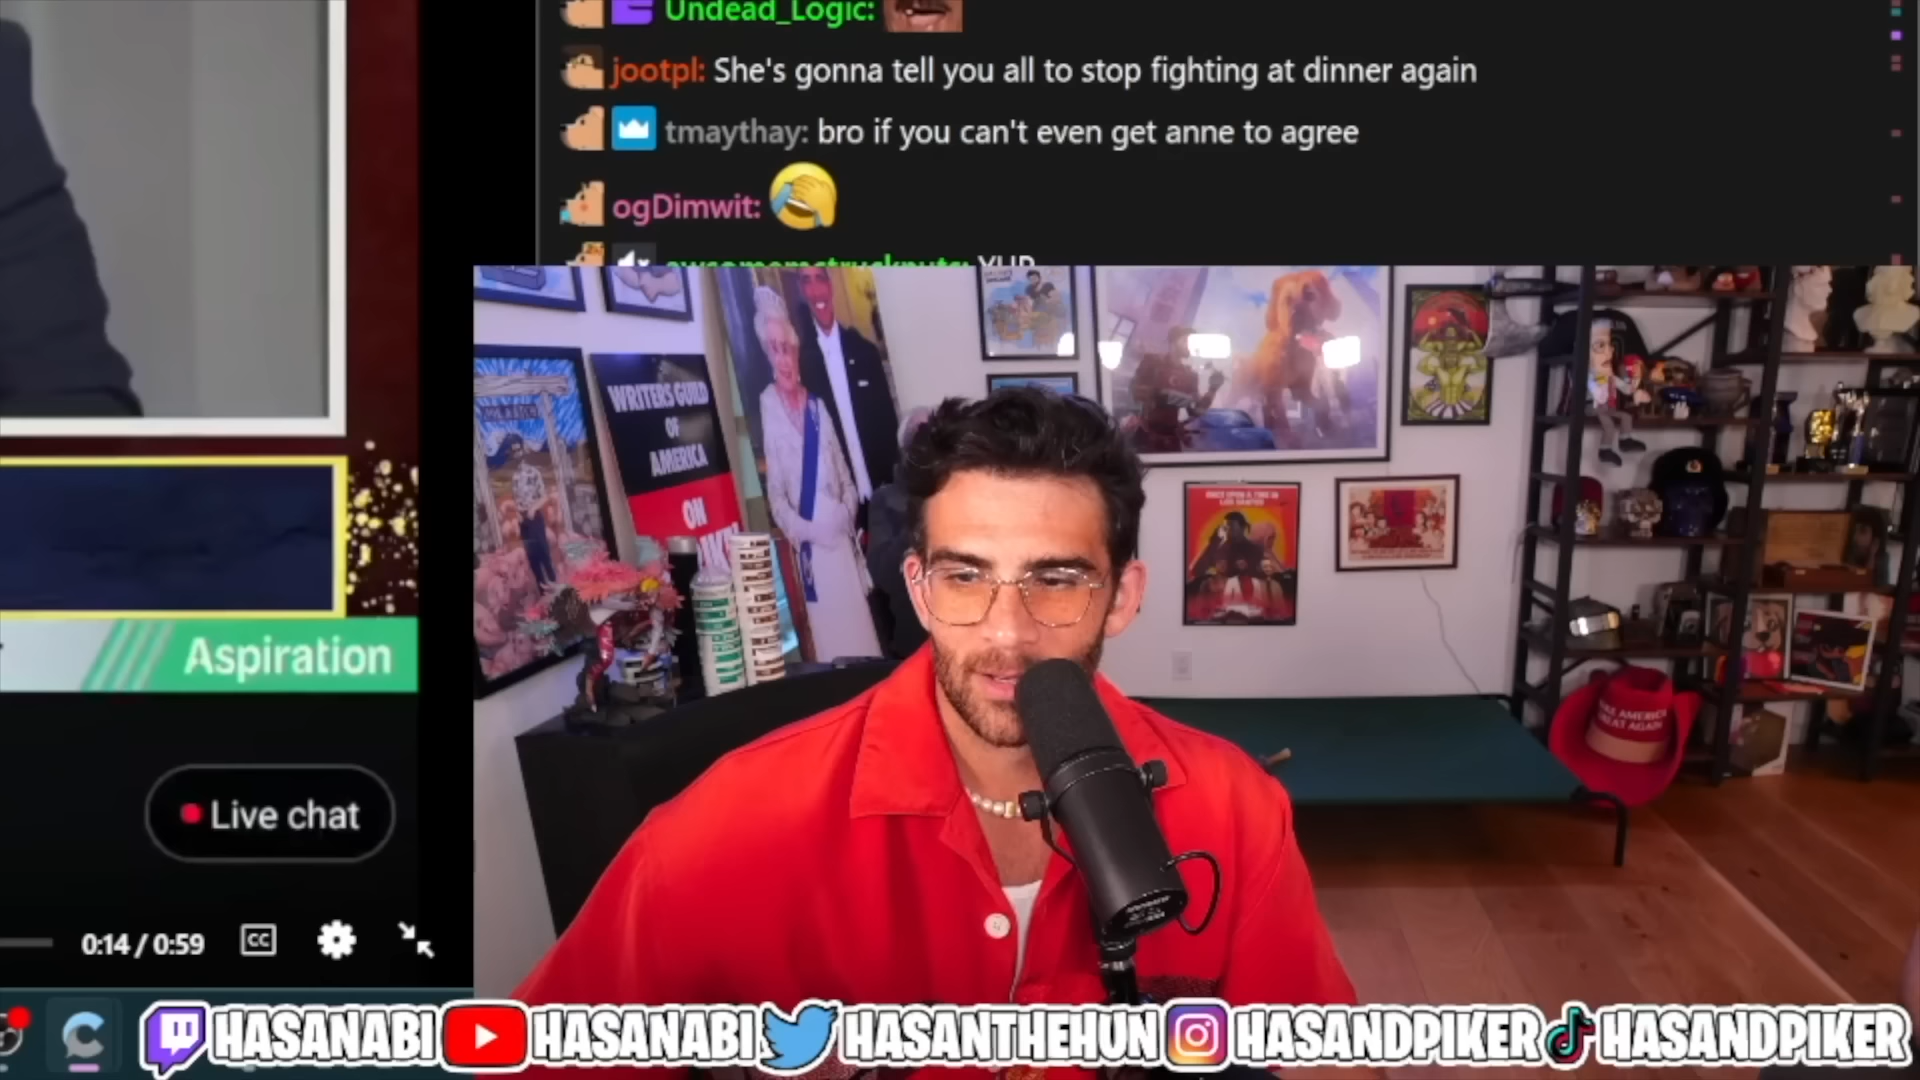 Undead_Logic:
jootpl: She's gonna tell you all to stop fighting at dinner again
tmaythay: bro if you can't even get anne to agree
ogDimwit:
YUP
WRITERS GUILD
OF
AMERICA
ON
Aspiration
Live chat
0:14 / 0:59
CC
HASANABI HASANABI HASANTHEHUN HASANDPIKER HASANDPIKER